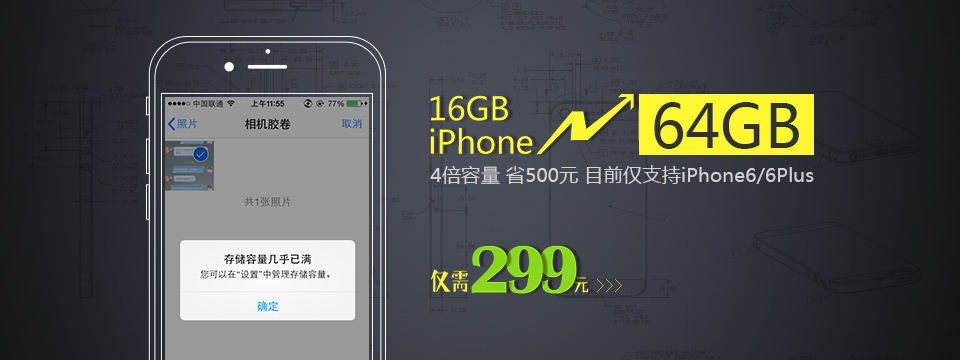 中国联通 上午11:55 77%
照片 相机胶卷 取消
共1张照片
存储容量几乎已满
您可以在“设置”中管理存储容量。
确定
16GB
iPhone
64GB
4倍容量 省500元 目前仅支持iPhone6/6Plus
仅需299元 >>>